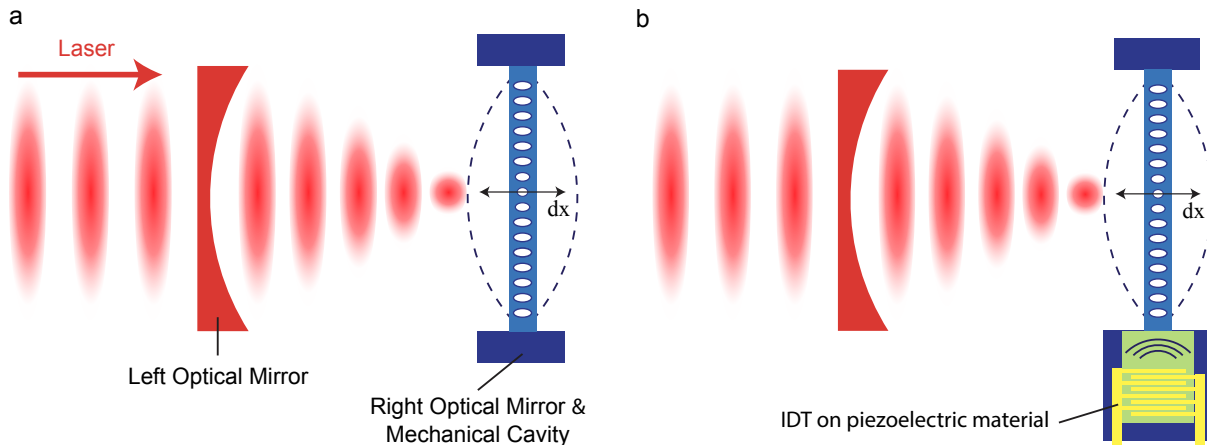 a
Laser
dx
Left Optical Mirror
Right Optical Mirror &
Mechanical Cavity
b
dx
IDT on piezoelectric material